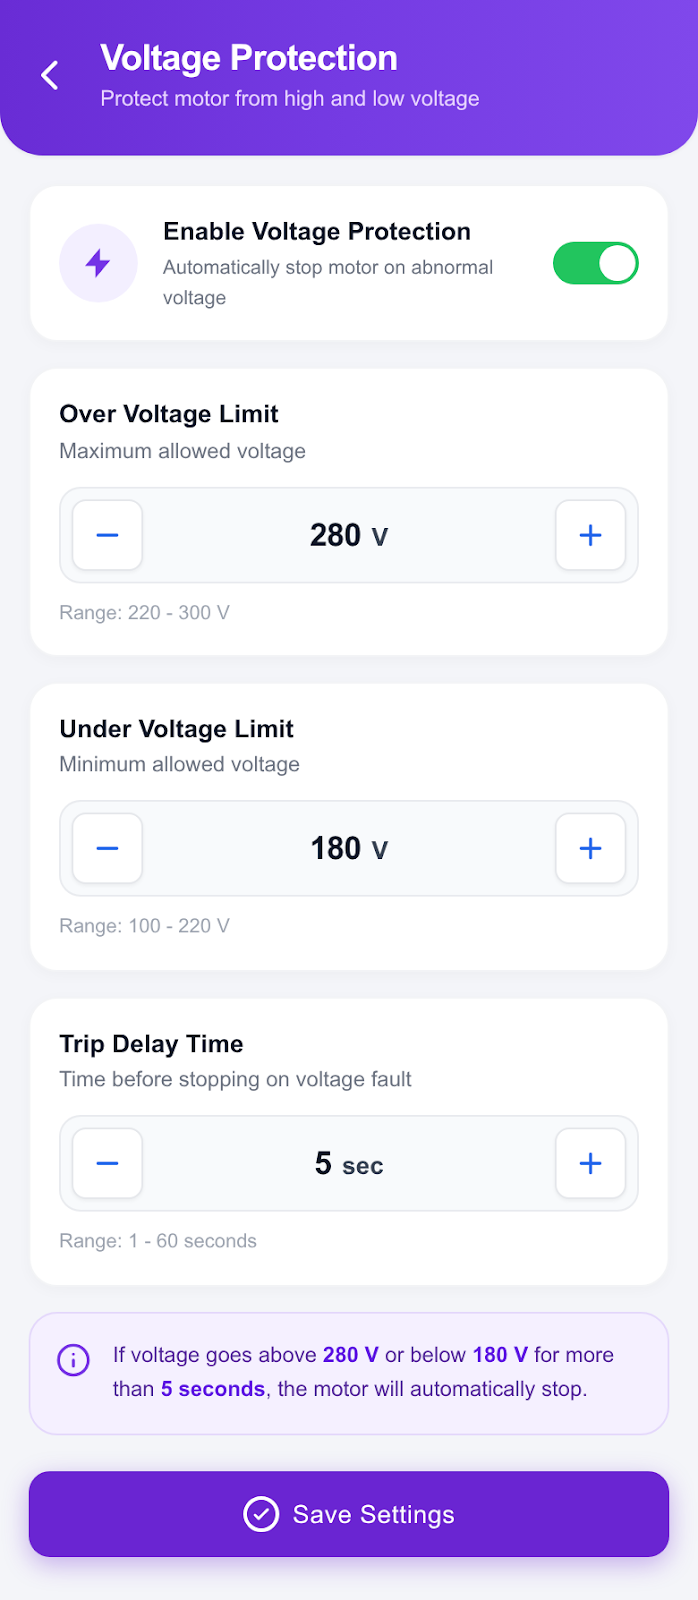 Voltage Protection
Protect motor from high and low voltage
Enable Voltage Protection
Automatically stop motor on abnormal
voltage
Over Voltage Limit
Maximum allowed voltage
280 V
Range: 220 - 300 V
Under Voltage Limit
Minimum allowed voltage
180 V
Range: 100 - 220 V
Trip Delay Time
Time before stopping on voltage fault
5 sec
Range: 1 - 60 seconds
If voltage goes above 280 V or below 180 V for more
than 5 seconds, the motor will automatically stop.
Save Settings